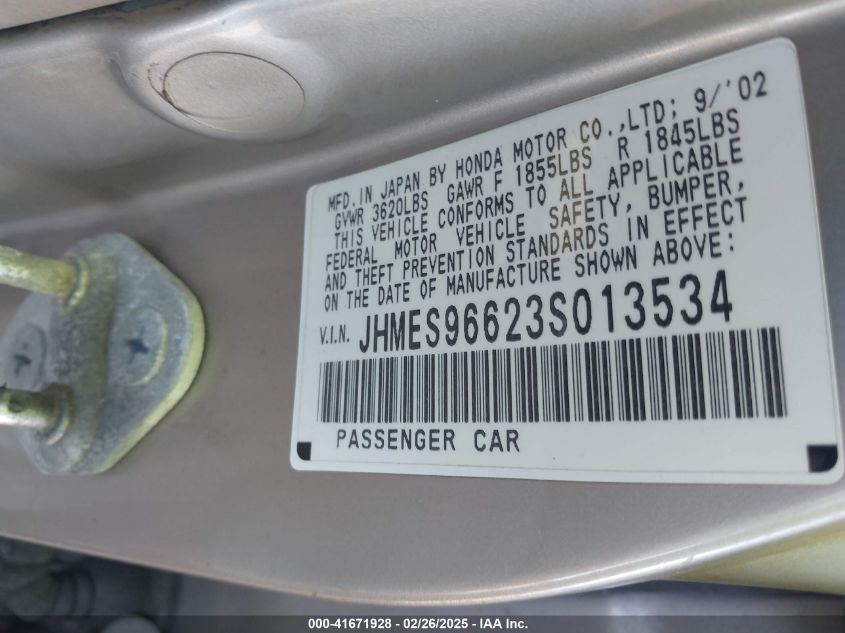 MFD. IN JAPAN BY HONDA MOTOR CO., LTD; 9/'02
GVWR 3620LBS GAWR F 1855LBS R 1845LBS
THIS VEHICLE CONFORMS TO ALL APPLICABLE
FEDERAL MOTOR VEHICLE SAFETY, BUMPER,
AND THEFT PREVENTION STANDARDS IN EFFECT
ON THE DATE OF MANUFACTURE SHOWN ABOVE:
V.I.N. JHMES96623S013534
PASSENGER CAR
000-41671928 - 02/26/2025 - IAA Inc.